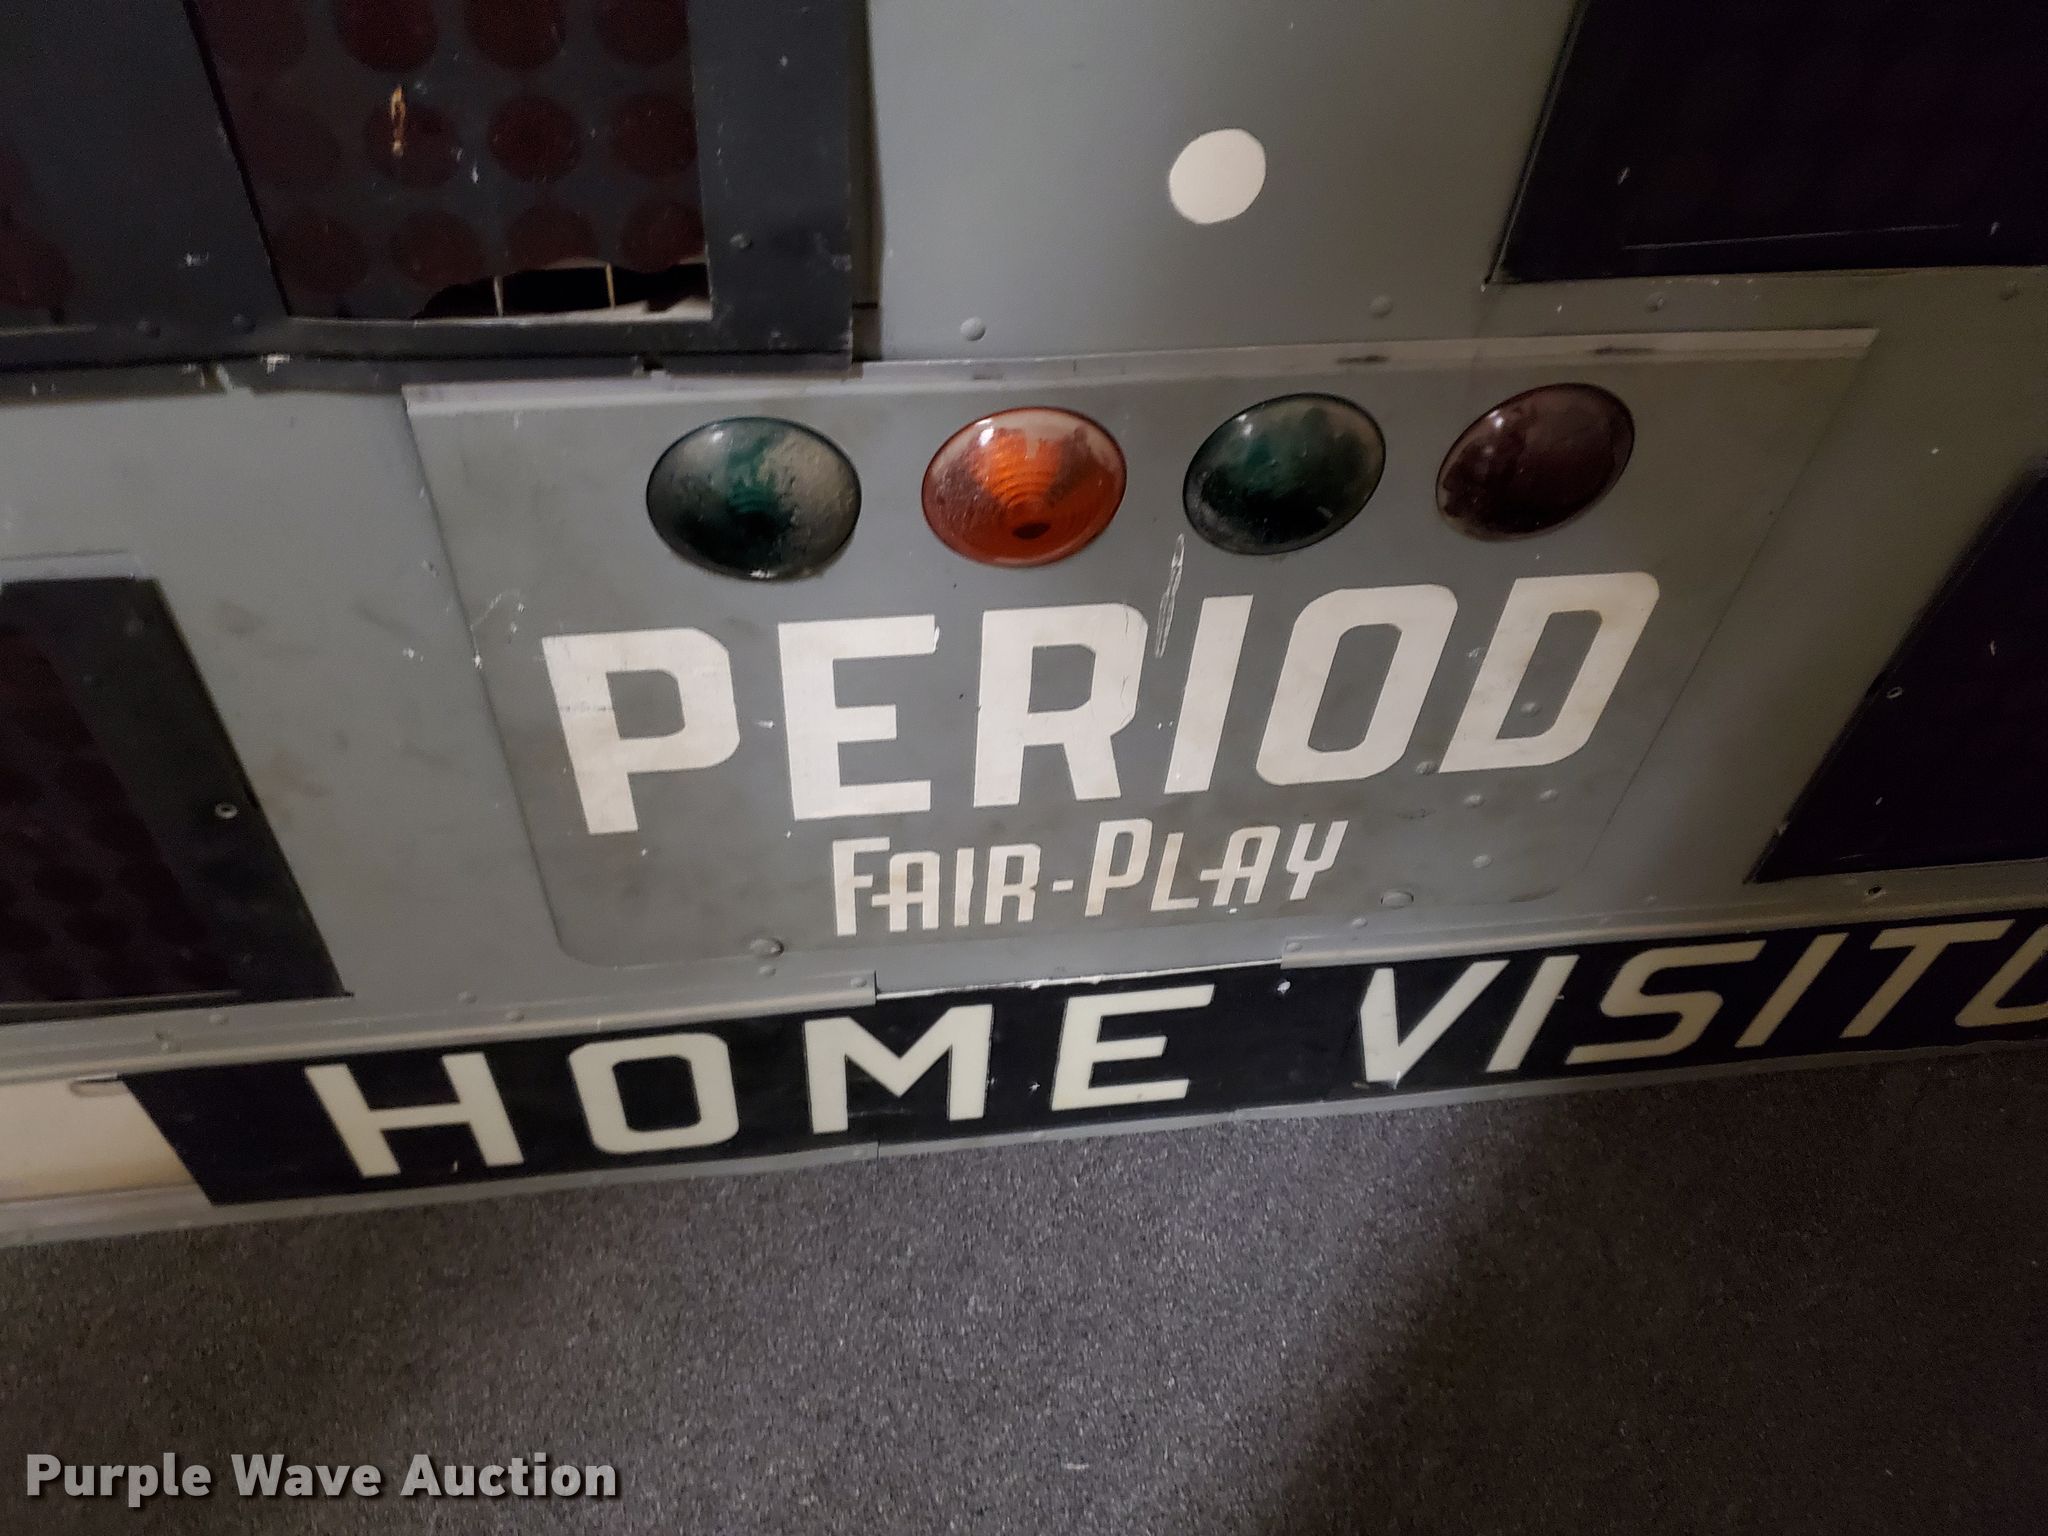 PERIOD
FAIR-PLAY
HOME VISITO
Purple Wave Auction